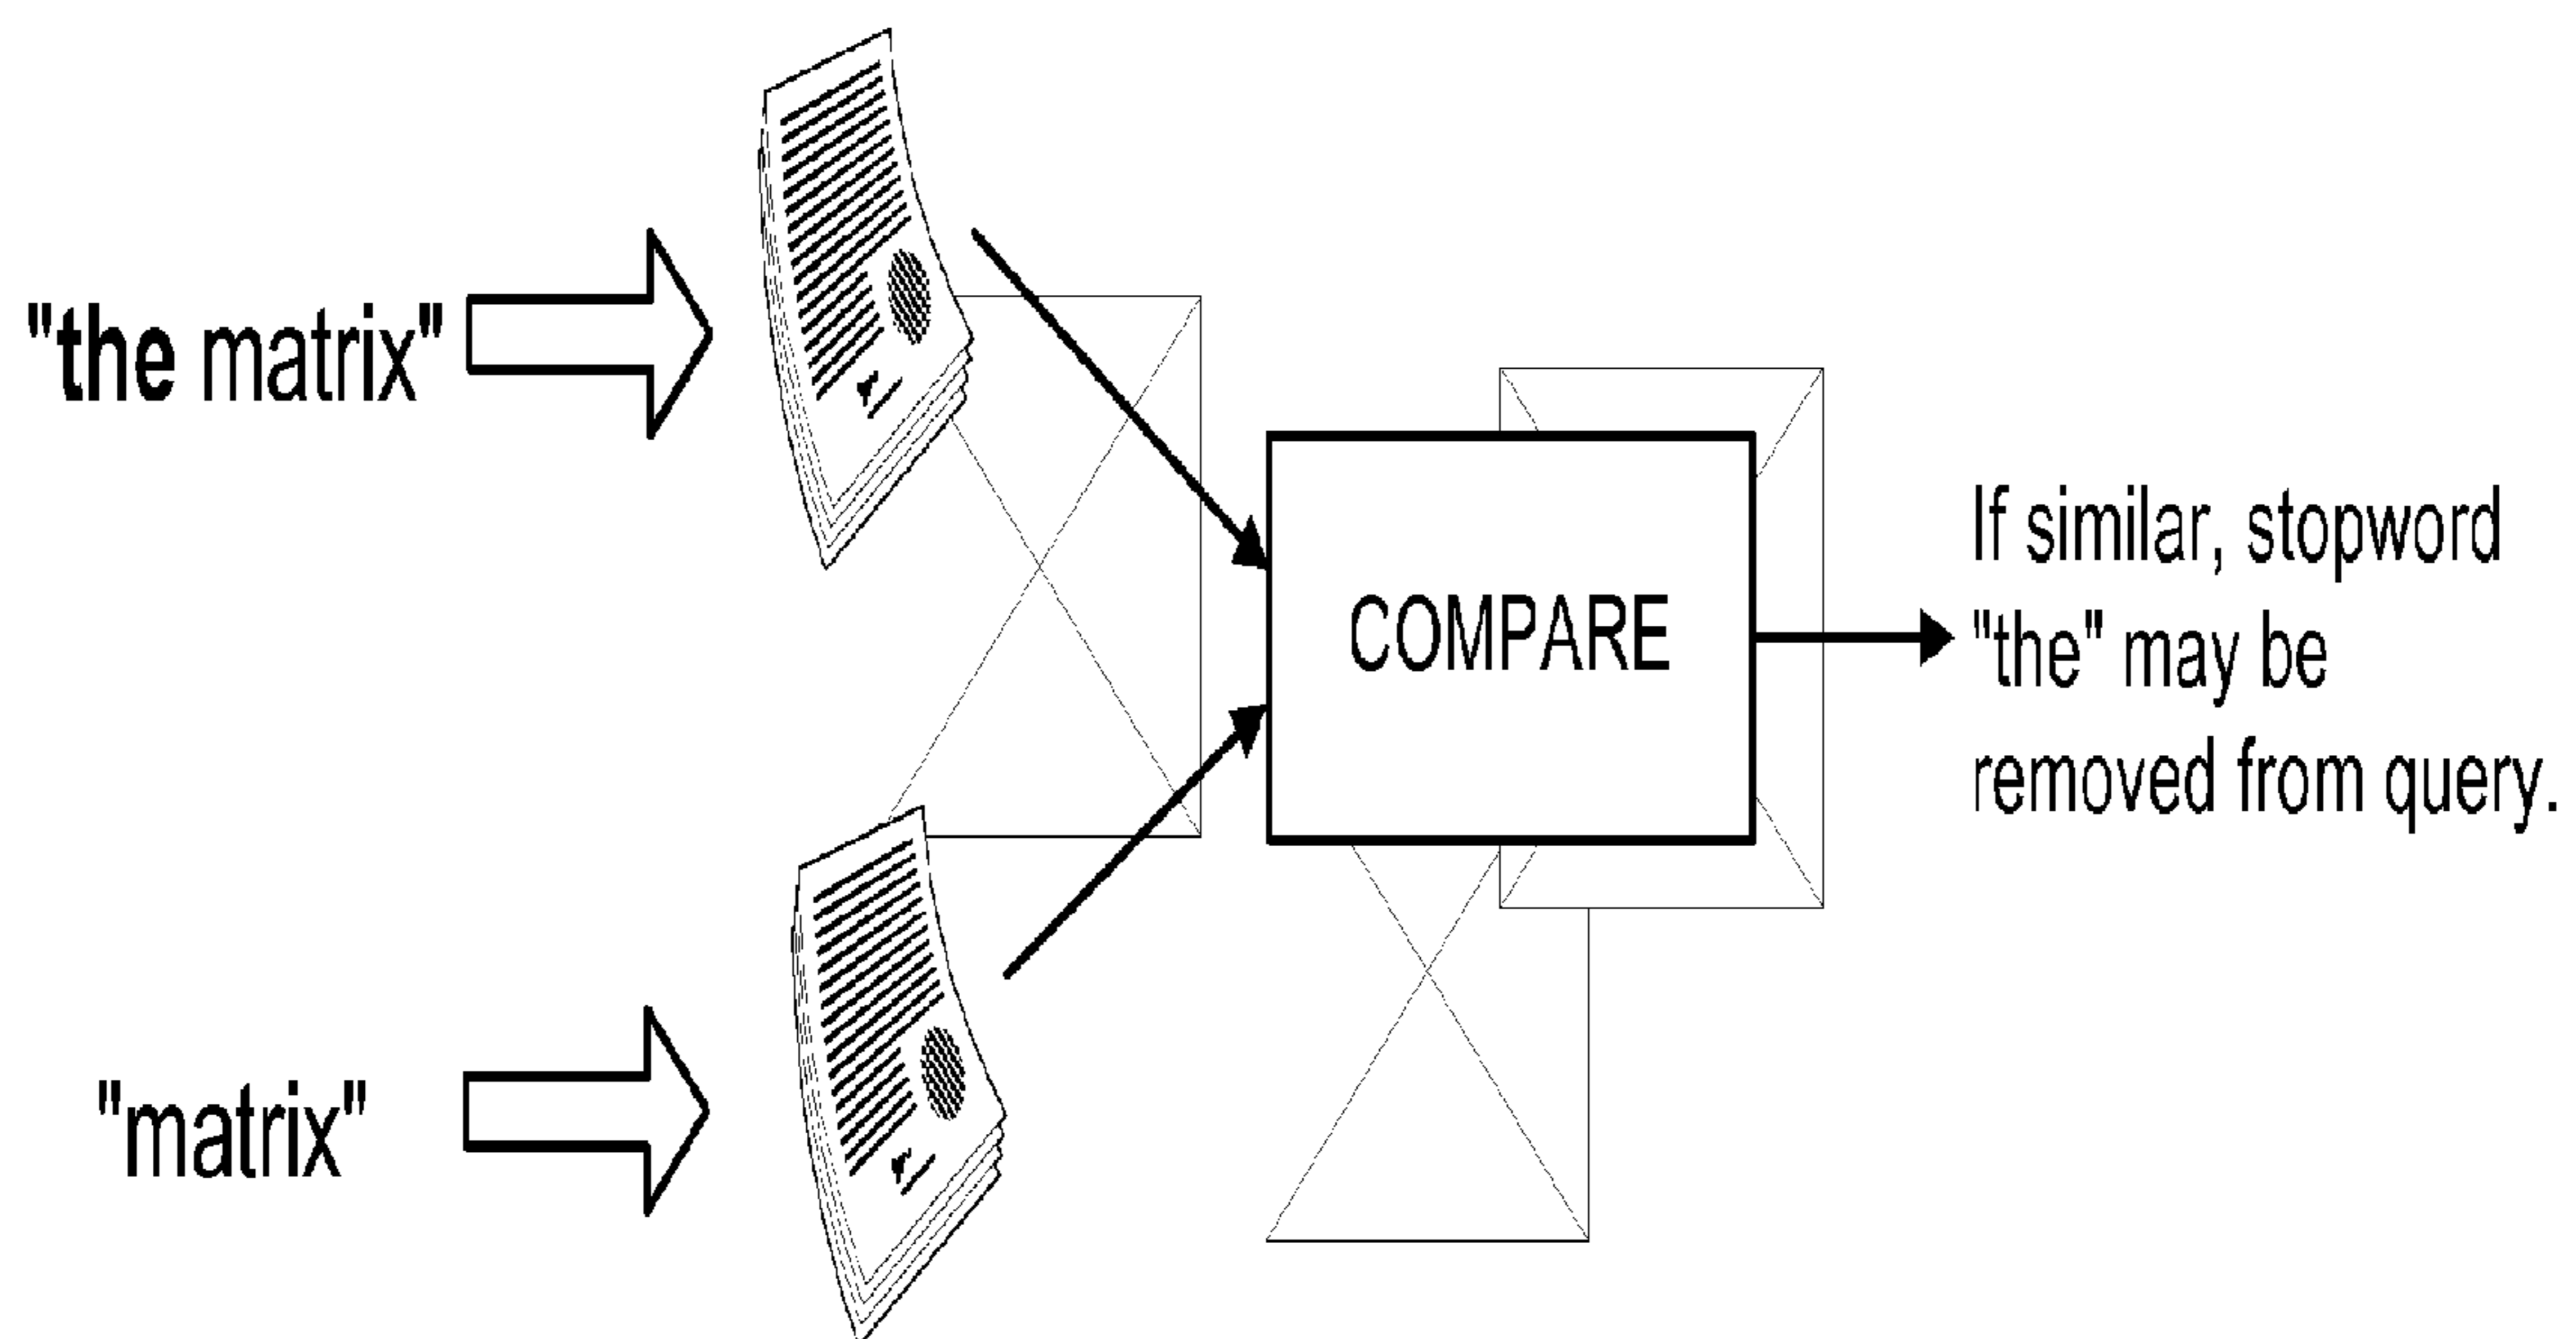 "the matrix"
COMPARE
If similar, stopword
"the" may be
removed from query.
"matrix"